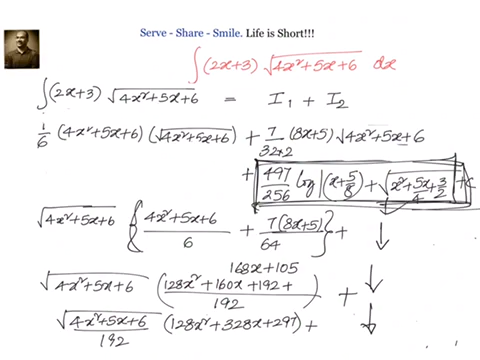 Serve - Share - Smile. Life is Short!!!
∫(2x+3) √4x²+5x+6 dx
∫(2x+3) √4x²+5x+6 = I₁ + I₂
1/6 (4x²+5x+6) (√4x²+5x+6) + 7/32×2 (8x+5) √4x²+5x+6
+ 497/256 log |(x+5/8) + √x²+5x/4+3/2| + c
√4x²+5x+6 { 4x²+5x+6/6 + 7(8x+5)/64 } + ↓
168x+105
√4x²+5x+6 (128x²+160x+192+/192) + ↓
√4x²+5x+6/192 (128x²+328x+297) + ↓